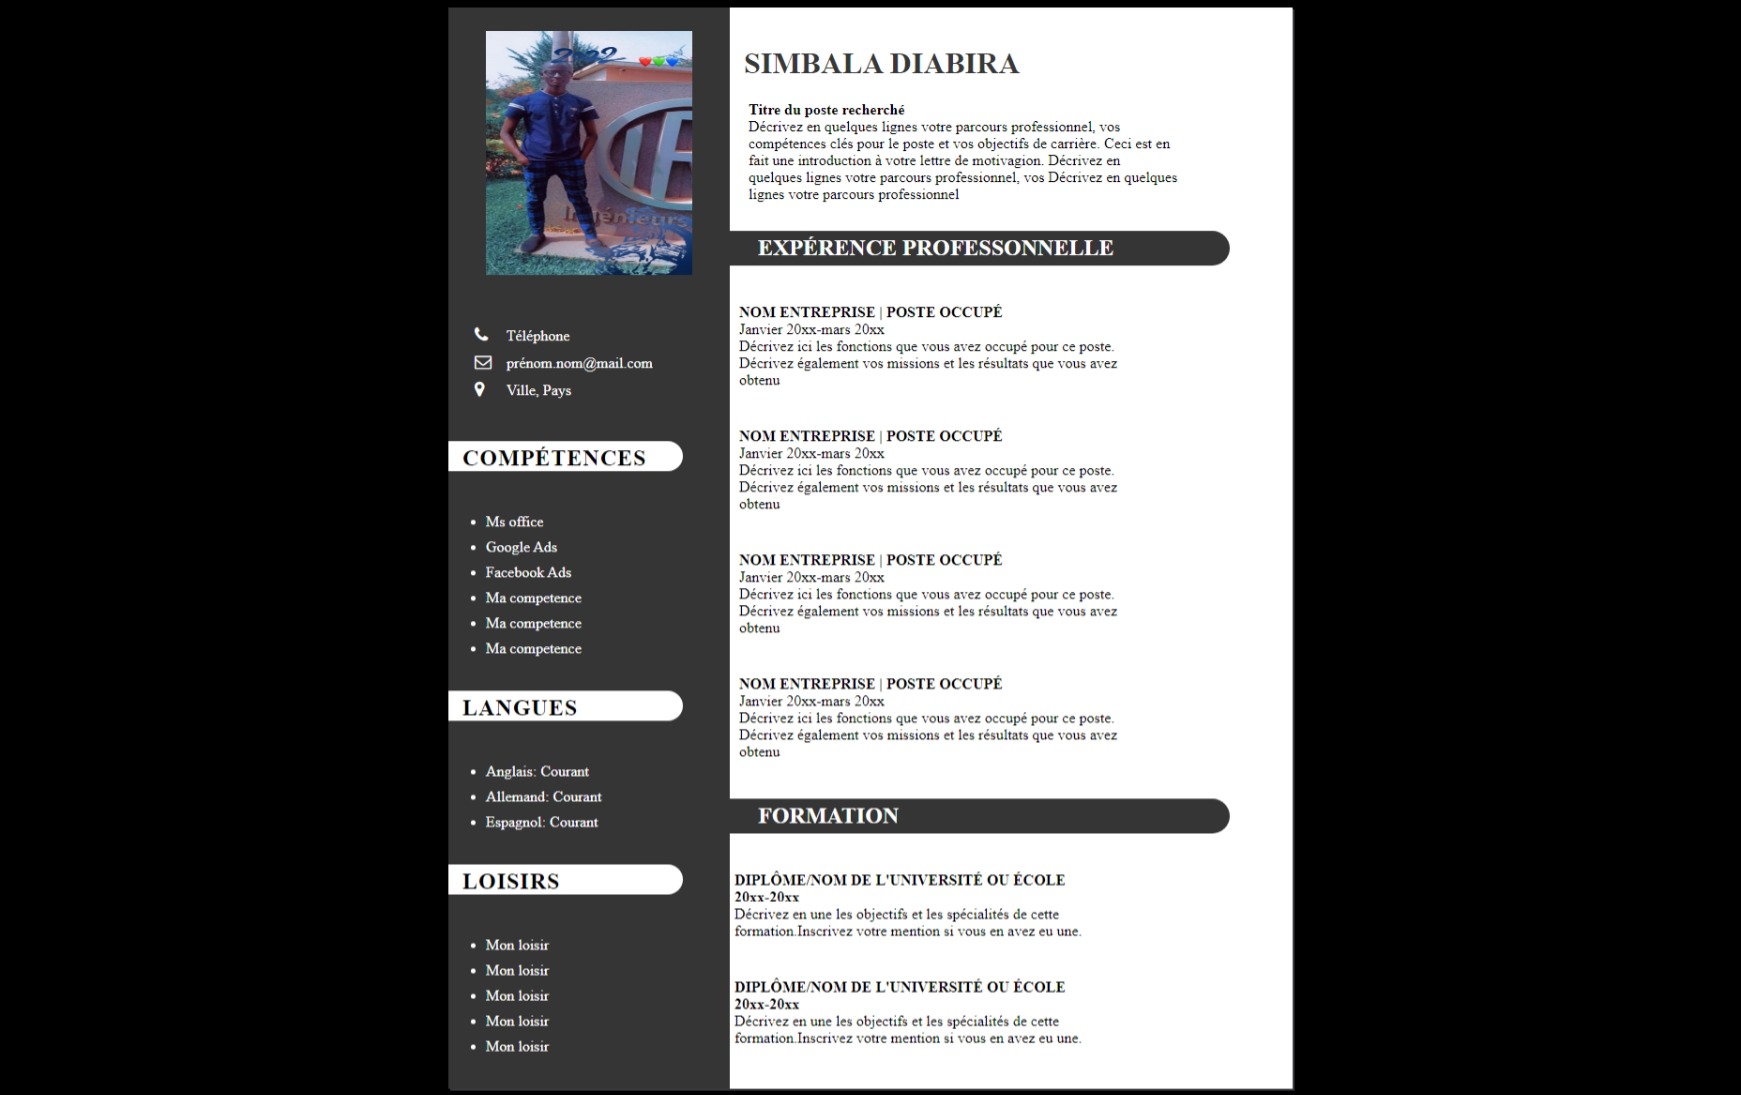 2022
Ingénieurs
Téléphone
prénom.nom@mail.com
Ville, Pays
COMPÉTENCES
Ms office
Google Ads
Facebook Ads
Ma competence
Ma competence
Ma competence
LANGUES
Anglais: Courant
Allemand: Courant
Espagnol: Courant
LOISIRS
Mon loisir
Mon loisir
Mon loisir
Mon loisir
Mon loisir
SIMBALA DIABIRA
Titre du poste recherché
Décrivez en quelques lignes votre parcours professionnel, vos
compétences clés pour le poste et vos objectifs de carrière. Ceci est en
fait une introduction à votre lettre de motivagion. Décrivez en
quelques lignes votre parcours professionnel, vos Décrivez en quelques
lignes votre parcours professionnel
EXPÉRENCE PROFESSONNELLE
NOM ENTREPRISE | POSTE OCCUPÉ
Janvier 20xx-mars 20xx
Décrivez ici les fonctions que vous avez occupé pour ce poste.
Décrivez également vos missions et les résultats que vous avez
obtenu
NOM ENTREPRISE | POSTE OCCUPÉ
Janvier 20xx-mars 20xx
Décrivez ici les fonctions que vous avez occupé pour ce poste.
Décrivez également vos missions et les résultats que vous avez
obtenu
NOM ENTREPRISE | POSTE OCCUPÉ
Janvier 20xx-mars 20xx
Décrivez ici les fonctions que vous avez occupé pour ce poste.
Décrivez également vos missions et les résultats que vous avez
obtenu
NOM ENTREPRISE | POSTE OCCUPÉ
Janvier 20xx-mars 20xx
Décrivez ici les fonctions que vous avez occupé pour ce poste.
Décrivez également vos missions et les résultats que vous avez
obtenu
FORMATION
DIPLÔME/NOM DE L'UNIVERSITÉ OU ÉCOLE
20xx-20xx
Décrivez en une les objectifs et les spécialités de cette
formation.Inscrivez votre mention si vous en avez eu une.
DIPLÔME/NOM DE L'UNIVERSITÉ OU ÉCOLE
20xx-20xx
Décrivez en une les objectifs et les spécialités de cette
formation.Inscrivez votre mention si vous en avez eu une.